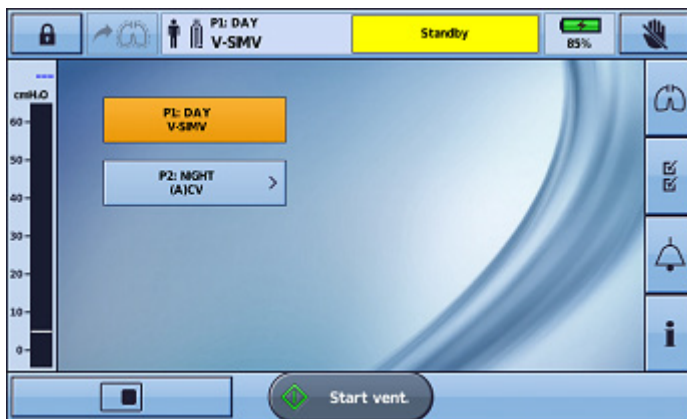 P1: DAY
V-SIMV
Standby
85%
---
cmH2O
60
50
40
30
20
10
0
P1: DAY
V-SIMV
P2: NIGHT
(A)CV
Start vent.